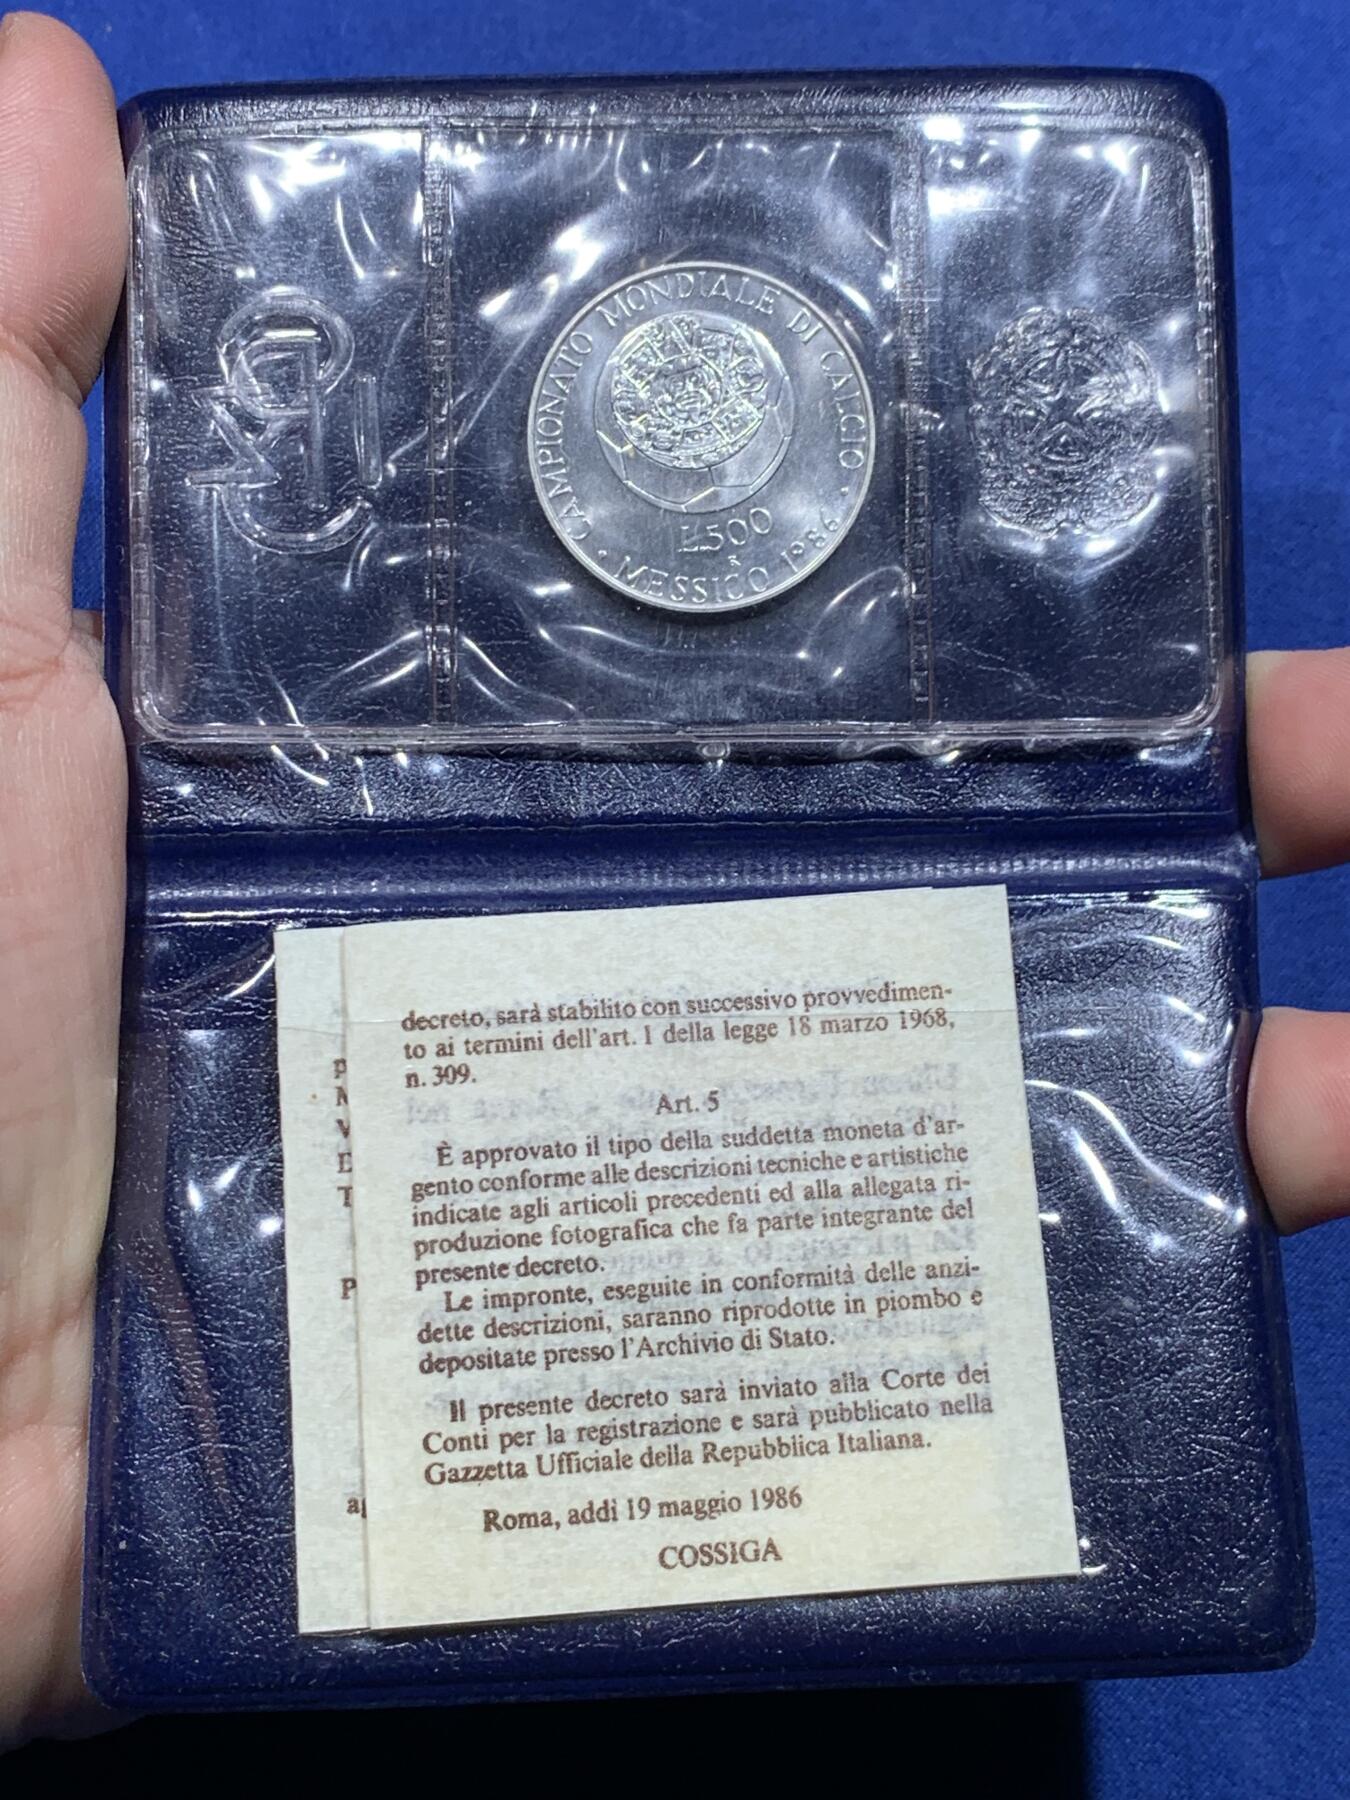 CAMPIONATO MONDIALE DI CALCIO
L.500
R
MESSICO 1986
decreto, sarà stabilito con successivo provvedimen-
to ai termini dell'art. 1 della legge 18 marzo 1968,
n. 309.
Art. 5
È approvato il tipo della suddetta moneta d'ar-
gento conforme alle descrizioni tecniche e artistiche
indicate agli articoli precedenti ed alla allegata ri-
produzione fotografica che fa parte integrante del
presente decreto.
Le impronte, eseguite in conformità delle anzi-
dette descrizioni, saranno riprodotte in piombo e
depositate presso l'Archivio di Stato.
Il presente decreto sarà inviato alla Corte dei
Conti per la registrazione e sarà pubblicato nella
Gazzetta Ufficiale della Repubblica Italiana.
Roma, addì 19 maggio 1986
COSSIGA